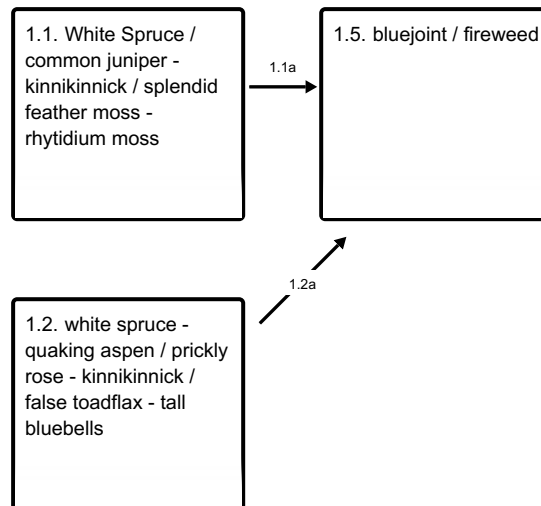 1.1. White Spruce /
common juniper -
kinnikinnick / splendid
feather moss -
rhytidium moss
1.1a
1.5. bluejoint / fireweed
1.2a
1.2. white spruce -
quaking aspen / prickly
rose - kinnikinnick /
false toadflax - tall
bluebells